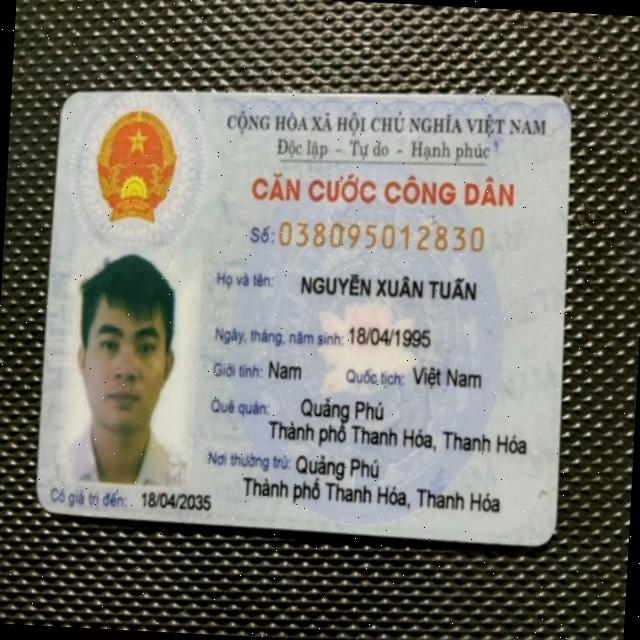 CỘNG HÒA XÃ HỘI CHỦ NGHĨA VIỆT NAM
Độc lập - Tự do - Hạnh phúc
CĂN CƯỚC CÔNG DÂN
Số: 038095012830
Họ và tên: NGUYỄN XUÂN TUẤN
Ngày, tháng, năm sinh: 18/04/1995
Giới tính: Nam Quốc tịch: Việt Nam
Quê quán: Quảng Phú
Thành phố Thanh Hóa, Thanh Hóa
Nơi thường trú: Quảng Phú
Thành phố Thanh Hóa, Thanh Hóa
Có giá trị đến: 18/04/2035